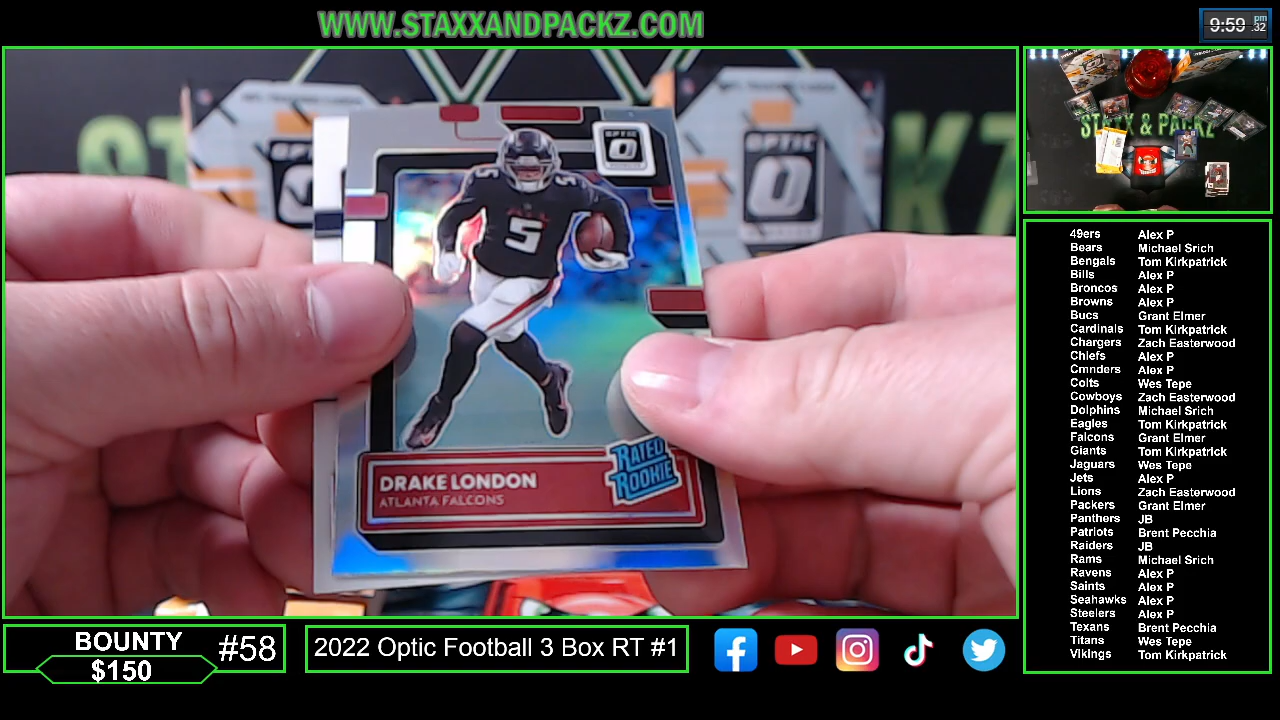 WWW.STAXXANDPACKZ.COM
9:59 pm :32
OPTIC
OPTIC
OPTIC
5
RATED
ROOKIE
DRAKE LONDON
ATLANTA FALCONS
STAXX & PACKZ
49ers Alex P
Bears Michael Srich
Bengals Tom Kirkpatrick
Bills Alex P
Broncos Alex P
Browns Alex P
Bucs Grant Elmer
Cardinals Tom Kirkpatrick
Chargers Zach Easterwood
Chiefs Alex P
Cmnders Alex P
Colts Wes Tepe
Cowboys Zach Easterwood
Dolphins Michael Srich
Eagles Tom Kirkpatrick
Falcons Grant Elmer
Giants Tom Kirkpatrick
Jaguars Wes Tepe
Jets Alex P
Lions Zach Easterwood
Packers Grant Elmer
Panthers JB
Patriots Brent Pecchia
Raiders JB
Rams Michael Srich
Ravens Alex P
Saints Alex P
Seahawks Alex P
Steelers Alex P
Texans Brent Pecchia
Titans Wes Tepe
Vikings Tom Kirkpatrick
BOUNTY
$150
#58
2022 Optic Football 3 Box RT #1